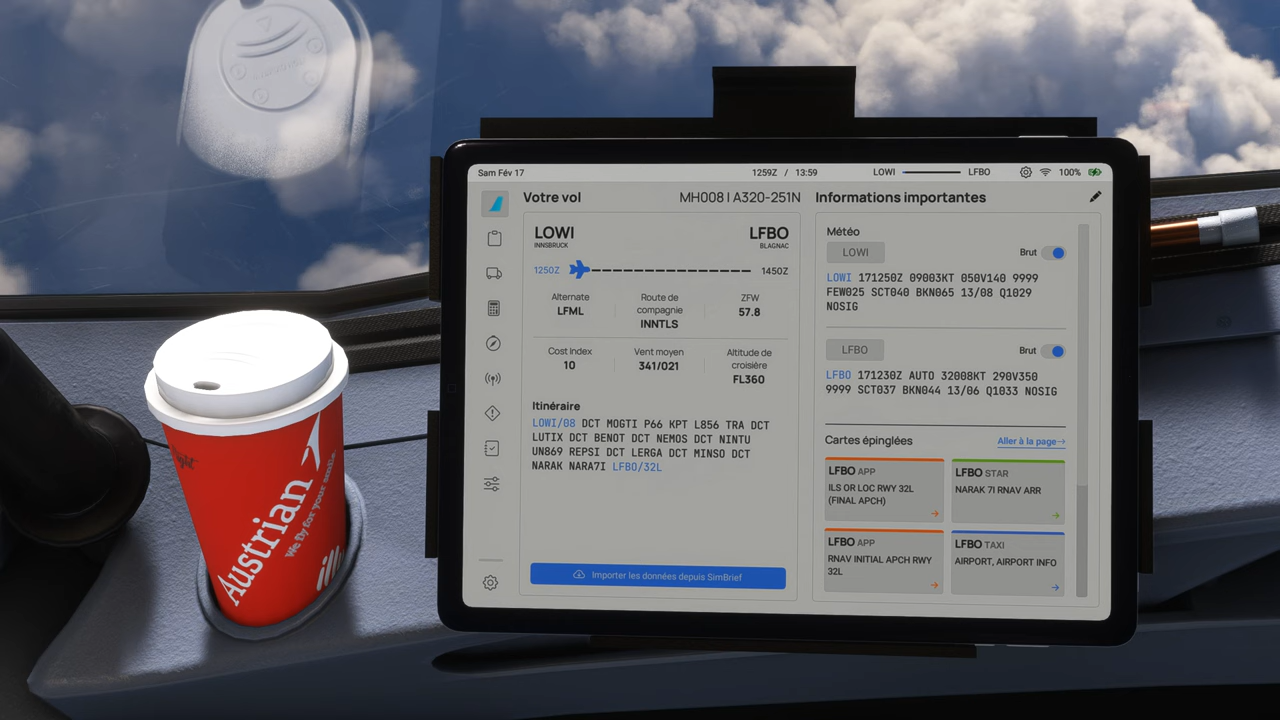 Sam Fév 17
1259Z / 13:59
LOWI
LFBO
100%
Votre vol
MH008 | A320-251N
LOWI
INNSBRUCK
LFBO
BLAGNAC
1250Z
1450Z
Alternate
LFML
Route de
compagnie
INNTLS
ZFW
57.8
Cost Index
10
Vent moyen
341/021
Altitude de
croisière
FL360
Itinéraire
LOWI/08 DCT MOGTI P66 KPT L856 TRA DCT
LUTIX DCT BENOT DCT NEMOS DCT NINTU
UN869 REPSI DCT LERGA DCT MINSO DCT
NARAK NARA7I LFBO/32L
Importer les données depuis SimBrief
Informations importantes
Météo
LOWI
Brut
LOWI 171250Z 09003KT 050V140 9999
FEW025 SCT040 BKN065 13/08 Q1029
NOSIG
LFBO
Brut
LFBO 171230Z AUTO 32008KT 290V350
9999 SCT037 BKN044 13/06 Q1033 NOSIG
Cartes épinglées
Aller à la page→
LFBO APP
ILS OR LOC RWY 32L
(FINAL APCH)
LFBO STAR
NARAK 7I RNAV ARR
LFBO APP
RNAV INITIAL APCH RWY
32L
LFBO TAXI
AIRPORT, AIRPORT INFO
Austrian
We fly for your smile.